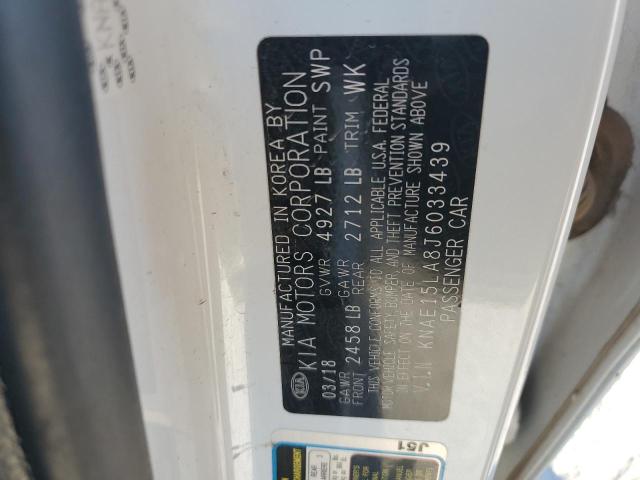 MANUFACTURED IN KOREA BY
KIA KIA MOTORS CORPORATION
03/18 GVWR 4927 LB PAINT SWP
GAWR FRONT 2458 LB GAWR REAR 2712 LB TRIM WK
THIS VEHICLE CONFORMS TO ALL APPLICABLE U.S.A. FEDERAL
MOTOR VEHICLE SAFETY, BUMPER, AND THEFT PREVENTION STANDARDS
IN EFFECT ON THE DATE OF MANUFACTURE SHOWN ABOVE
V.I.N KNAE15LA8J6033439
PASSENGER CAR
J51
REAR